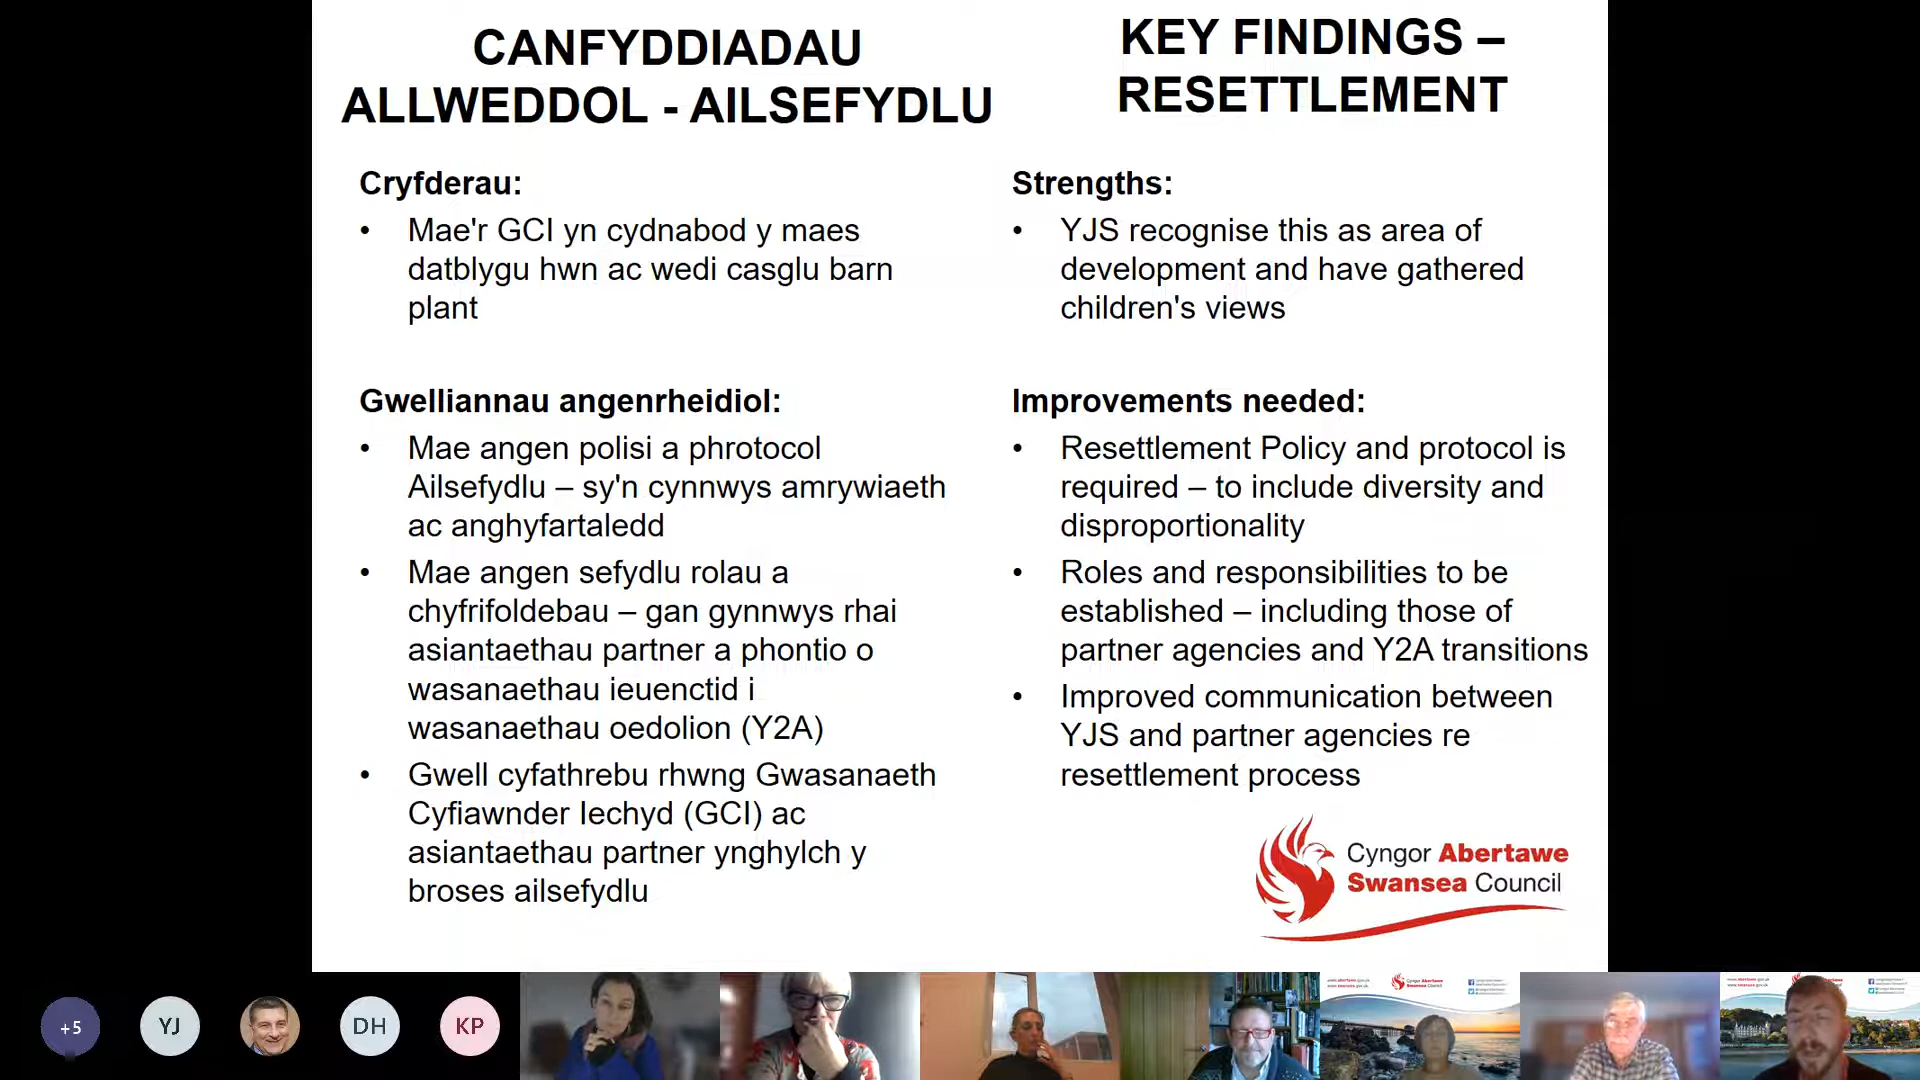 CANFYDDIADAU
ALLWEDDOL - AILSEFYDLU
Cryfderau:
• Mae'r GCI yn cydnabod y maes
datblygu hwn ac wedi casglu barn
plant
Gwelliannau angenrheidiol:
• Mae angen polisi a phrotocol
Ailsefydlu – sy'n cynnwys amrywiaeth
ac anghyfartaledd
• Mae angen sefydlu rolau a
chyfrifoldebau – gan gynnwys rhai
asiantaethau partner a phontio o
wasanaethau ieuenctid i
wasanaethau oedolion (Y2A)
• Gwell cyfathrebu rhwng Gwasanaeth
Cyfiawnder Iechyd (GCI) ac
asiantaethau partner ynghylch y
broses ailsefydlu
KEY FINDINGS –
RESETTLEMENT
Strengths:
• YJS recognise this as area of
development and have gathered
children's views
Improvements needed:
• Resettlement Policy and protocol is
required – to include diversity and
disproportionality
• Roles and responsibilities to be
established – including those of
partner agencies and Y2A transitions
• Improved communication between
YJS and partner agencies re
resettlement process
Cyngor Abertawe
Swansea Council
+5
YJ
DH
KP